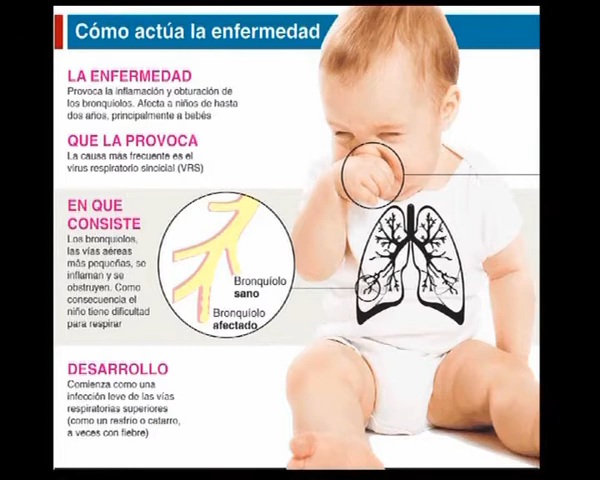 Cómo actúa la enfermedad
LA ENFERMEDAD
Provoca la inflamación y obturación de
los bronquiolos. Afecta a niños de hasta
dos años, principalmente a bebés
QUE LA PROVOCA
La causa más frecuente es el
virus respiratorio sincicial (VRS)
EN QUE
CONSISTE
Los bronquiolos,
las vías aéreas
más pequeñas, se
inflaman y se
obstruyen. Como
consecuencia el
niño tiene dificultad
para respirar
Bronquíolo
sano
Bronquíolo
afectado
DESARROLLO
Comienza como una
infección leve de las vías
respiratorias superiores
(como un resfrío o catarro,
a veces con fiebre)